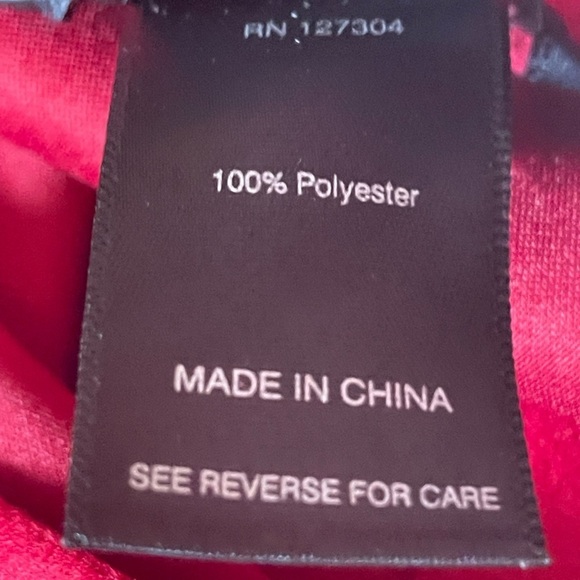 RN 127304
100% Polyester
MADE IN CHINA
SEE REVERSE FOR CARE